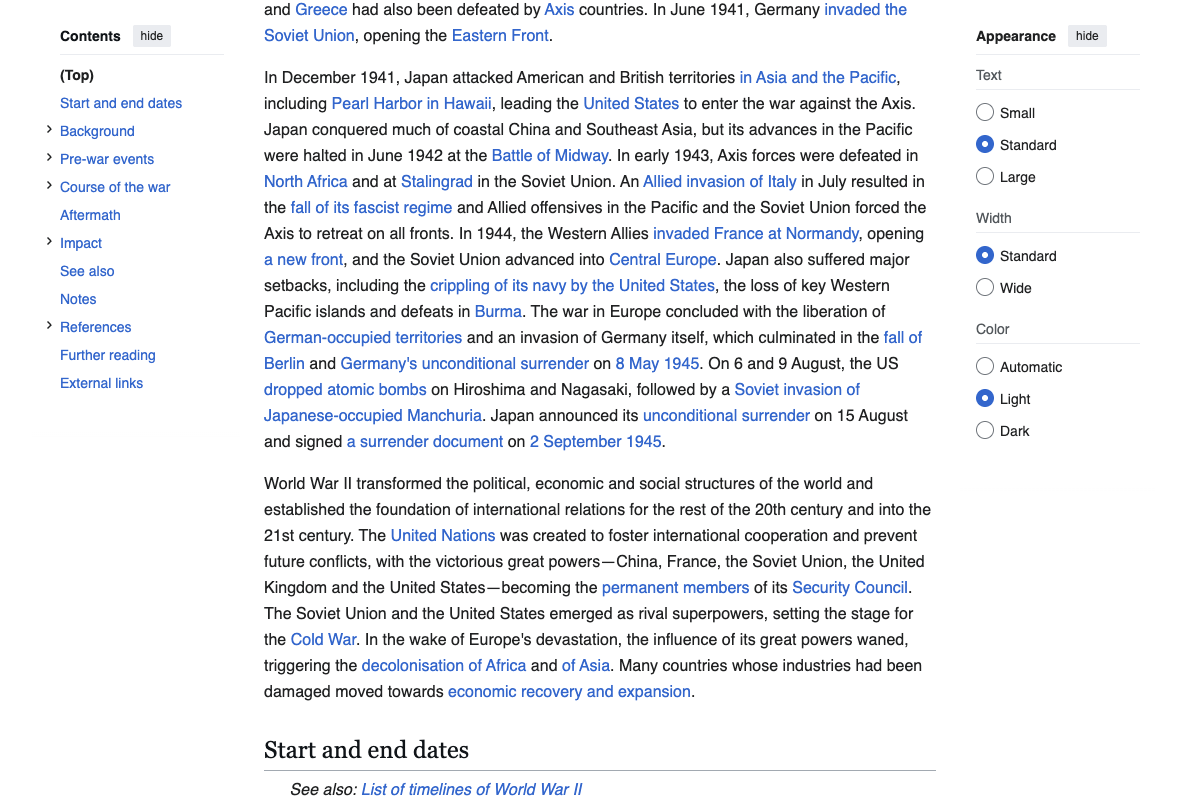 Contents hide
(Top)
Start and end dates
Background
Pre-war events
Course of the war
Aftermath
Impact
See also
Notes
References
Further reading
External links
and Greece had also been defeated by Axis countries. In June 1941, Germany invaded the
Soviet Union, opening the Eastern Front.
In December 1941, Japan attacked American and British territories in Asia and the Pacific,
including Pearl Harbor in Hawaii, leading the United States to enter the war against the Axis.
Japan conquered much of coastal China and Southeast Asia, but its advances in the Pacific
were halted in June 1942 at the Battle of Midway. In early 1943, Axis forces were defeated in
North Africa and at Stalingrad in the Soviet Union. An Allied invasion of Italy in July resulted in
the fall of its fascist regime and Allied offensives in the Pacific and the Soviet Union forced the
Axis to retreat on all fronts. In 1944, the Western Allies invaded France at Normandy, opening
a new front, and the Soviet Union advanced into Central Europe. Japan also suffered major
setbacks, including the crippling of its navy by the United States, the loss of key Western
Pacific islands and defeats in Burma. The war in Europe concluded with the liberation of
German-occupied territories and an invasion of Germany itself, which culminated in the fall of
Berlin and Germany's unconditional surrender on 8 May 1945. On 6 and 9 August, the US
dropped atomic bombs on Hiroshima and Nagasaki, followed by a Soviet invasion of
Japanese-occupied Manchuria. Japan announced its unconditional surrender on 15 August
and signed a surrender document on 2 September 1945.
World War II transformed the political, economic and social structures of the world and
established the foundation of international relations for the rest of the 20th century and into the
21st century. The United Nations was created to foster international cooperation and prevent
future conflicts, with the victorious great powers—China, France, the Soviet Union, the United
Kingdom and the United States—becoming the permanent members of its Security Council.
The Soviet Union and the United States emerged as rival superpowers, setting the stage for
the Cold War. In the wake of Europe's devastation, the influence of its great powers waned,
triggering the decolonisation of Africa and of Asia. Many countries whose industries had been
damaged moved towards economic recovery and expansion.
Start and end dates
See also: List of timelines of World War II
Appearance hide
Text
Small
Standard
Large
Width
Standard
Wide
Color
Automatic
Light
Dark